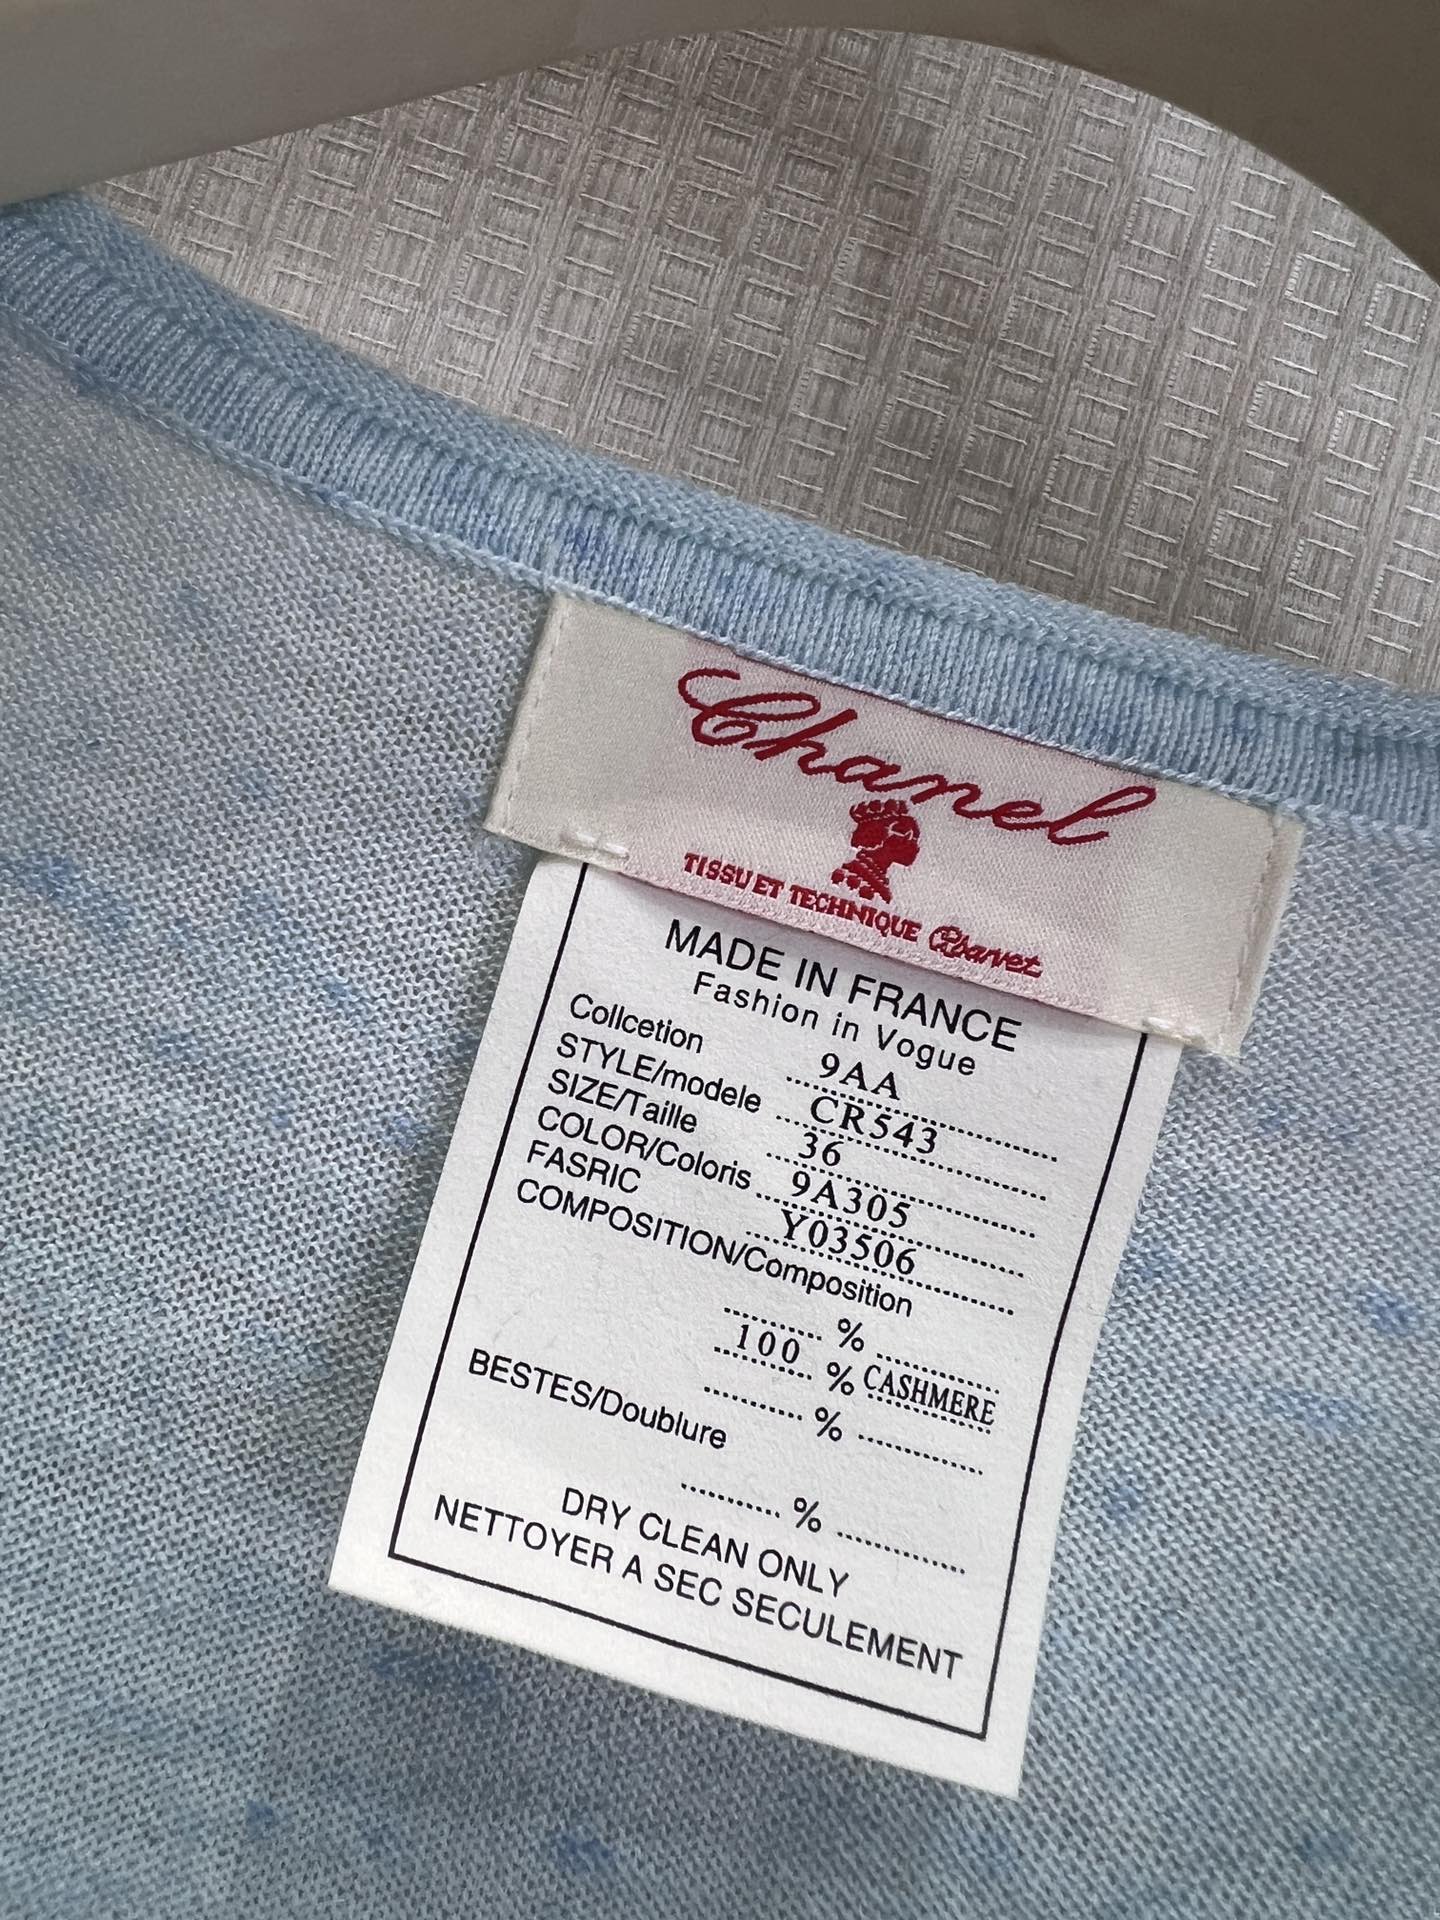 Chanel
TISSU ET TECHNIQUE Charvet
MADE IN FRANCE
Fashion in Vogue
Collcetion 9AA
STYLE/modele CR543
SIZE/Taille 36
COLOR/Coloris 9A305
FASRIC Y03506
COMPOSITION/Composition
............ % ...............
100 % CASHMERE
............ % ...............
BESTES/Doublure
............ % ...............
DRY CLEAN ONLY
NETTOYER A SEC SECULEMENT